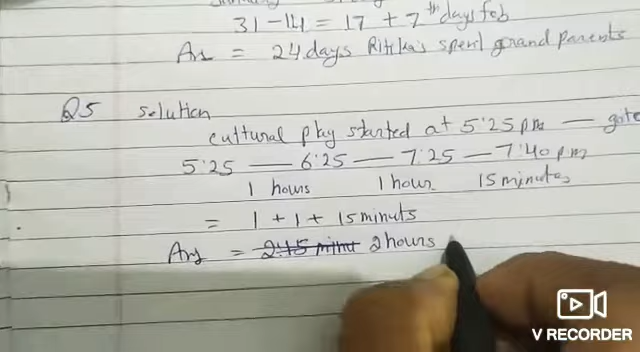 31 - 14 = 17 + 7th days feb
Ans = 24 days Ritika's spent grand parents
Q5 Solution
cultural play started at 5:25 pm — gate
5:25 — 6:25 — 7:25 — 7:40 pm
1 hours 1 hour 15 minutes
= 1 + 1 + 15 minuts
Ans = 2:15 minut 2 hours
V RECORDER